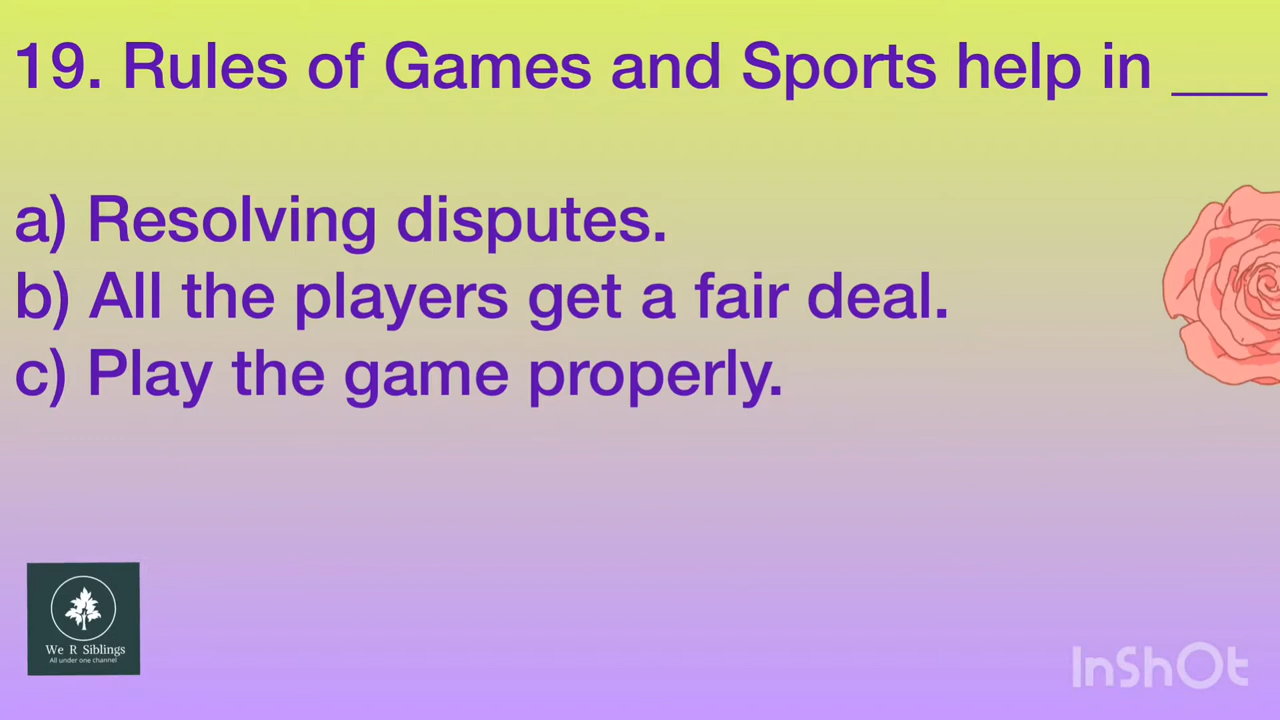 19. Rules of Games and Sports help in ___
a) Resolving disputes.
b) All the players get a fair deal.
c) Play the game properly.
We R Siblings
All under one channel
InShOt